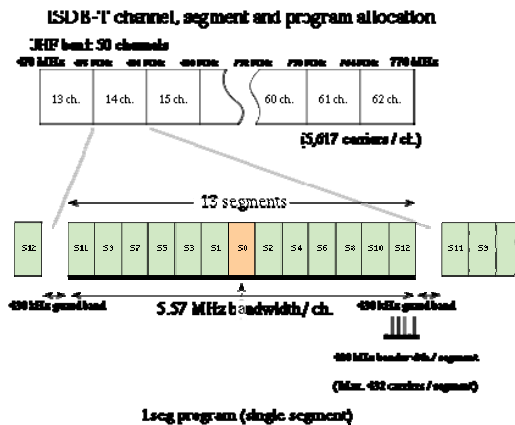 ISDB-T channel, segment and program allocation
UHF band: 50 channels
470 MHz 770 MHz
13 ch. 14 ch. 15 ch. 60 ch. 61 ch. 62 ch.
(5,617 carriers / ch.)
13 segments
S12 S11 S9 S7 S5 S3 S1 S0 S2 S4 S6 S8 S10 S12 S11 S9
430 kHz guard band 5.57 MHz bandwidth / ch. 430 kHz guard band
bandwidth / segment
(Max. 432 carriers / segment)
1seg program (single segment)